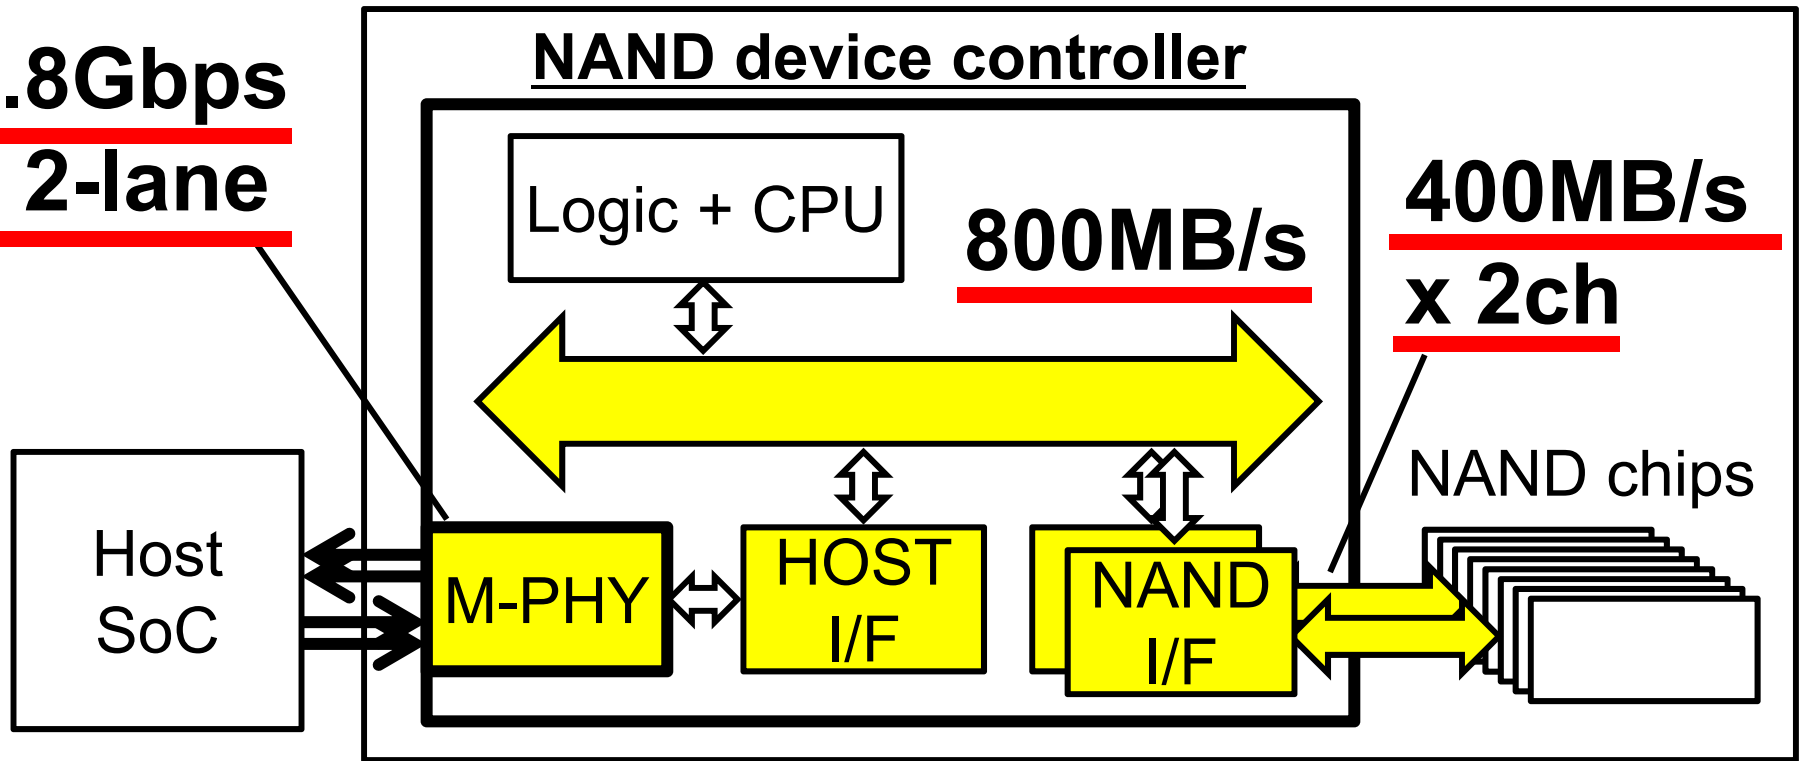 NAND device controller
.8Gbps
2-lane
Logic + CPU
800MB/s
400MB/s
x 2ch
NAND chips
Host
SoC
M-PHY
HOST
I/F
NAND
I/F